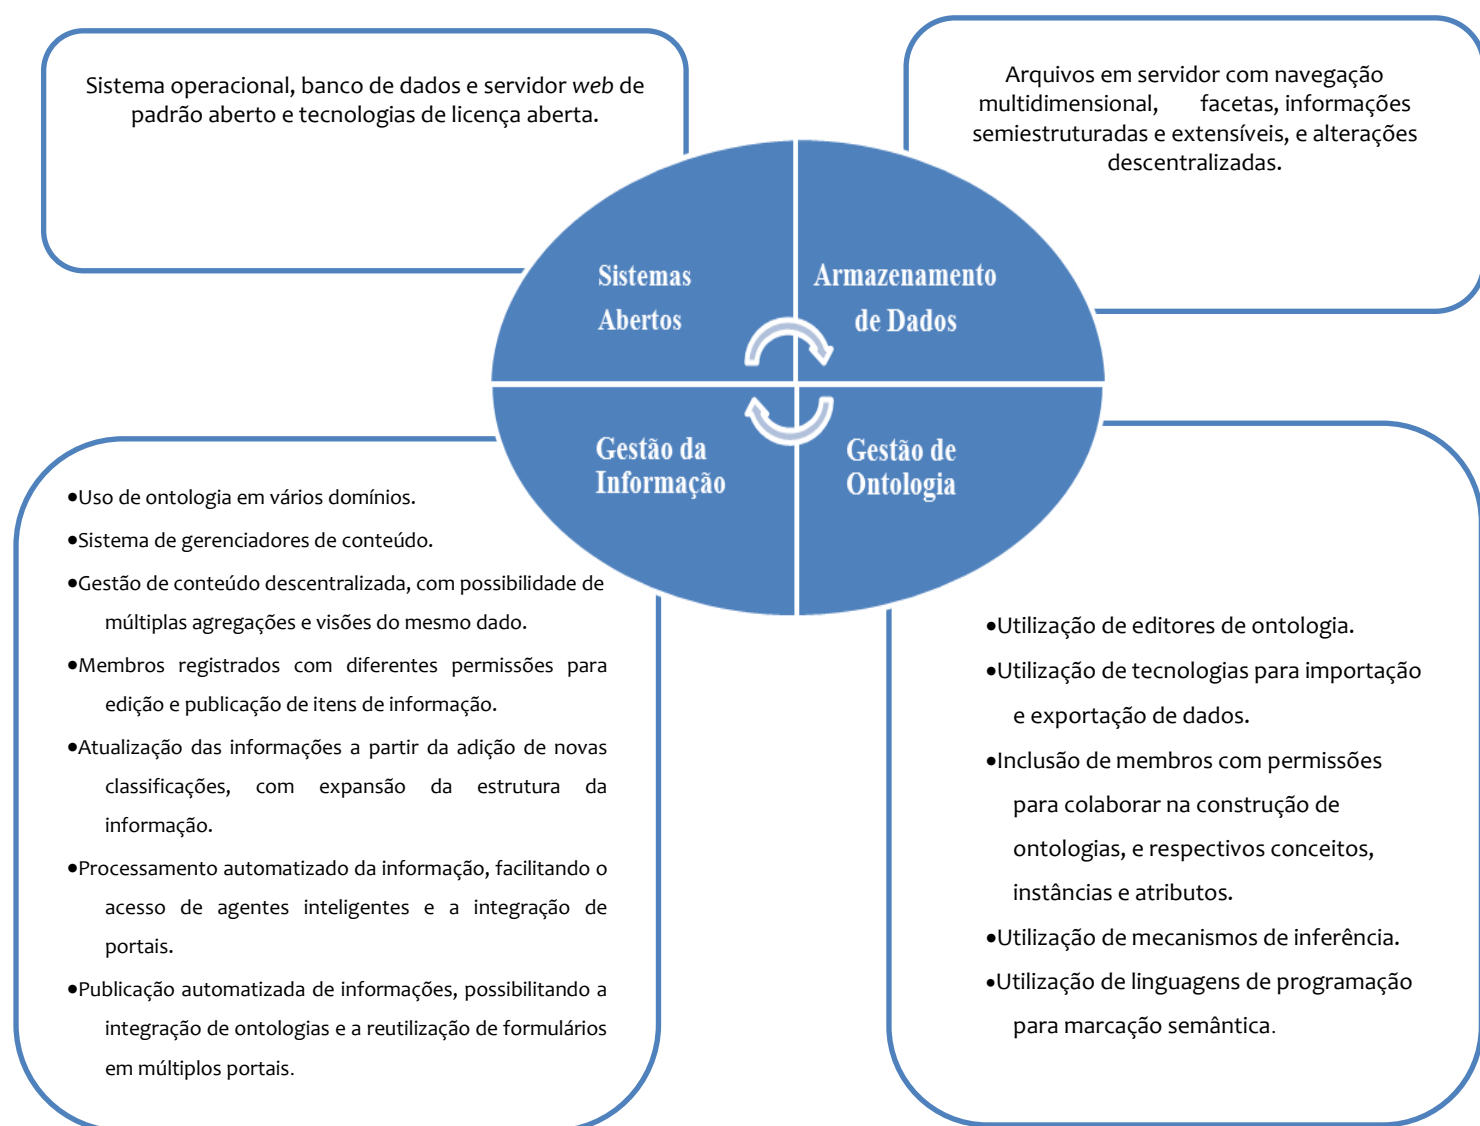 Sistema operacional, banco de dados e servidor web de
padrão aberto e tecnologias de licença aberta.
Arquivos em servidor com navegação
multidimensional, facetas, informações
semiestruturadas e extensíveis, e alterações
descentralizadas.
Sistemas
Abertos
Armazenamento
de Dados
Gestão da
Informação
Gestão de
Ontologia
•Uso de ontologia em vários domínios.
•Sistema de gerenciadores de conteúdo.
•Gestão de conteúdo descentralizada, com possibilidade de
múltiplas agregações e visões do mesmo dado.
•Membros registrados com diferentes permissões para
edição e publicação de itens de informação.
•Atualização das informações a partir da adição de novas
classificações, com expansão da estrutura da
informação.
•Processamento automatizado da informação, facilitando o
acesso de agentes inteligentes e a integração de
portais.
•Publicação automatizada de informações, possibilitando a
integração de ontologias e a reutilização de formulários
em múltiplos portais.
•Utilização de editores de ontologia.
•Utilização de tecnologias para importação
e exportação de dados.
•Inclusão de membros com permissões
para colaborar na construção de
ontologias, e respectivos conceitos,
instâncias e atributos.
•Utilização de mecanismos de inferência.
•Utilização de linguagens de programação
para marcação semântica.